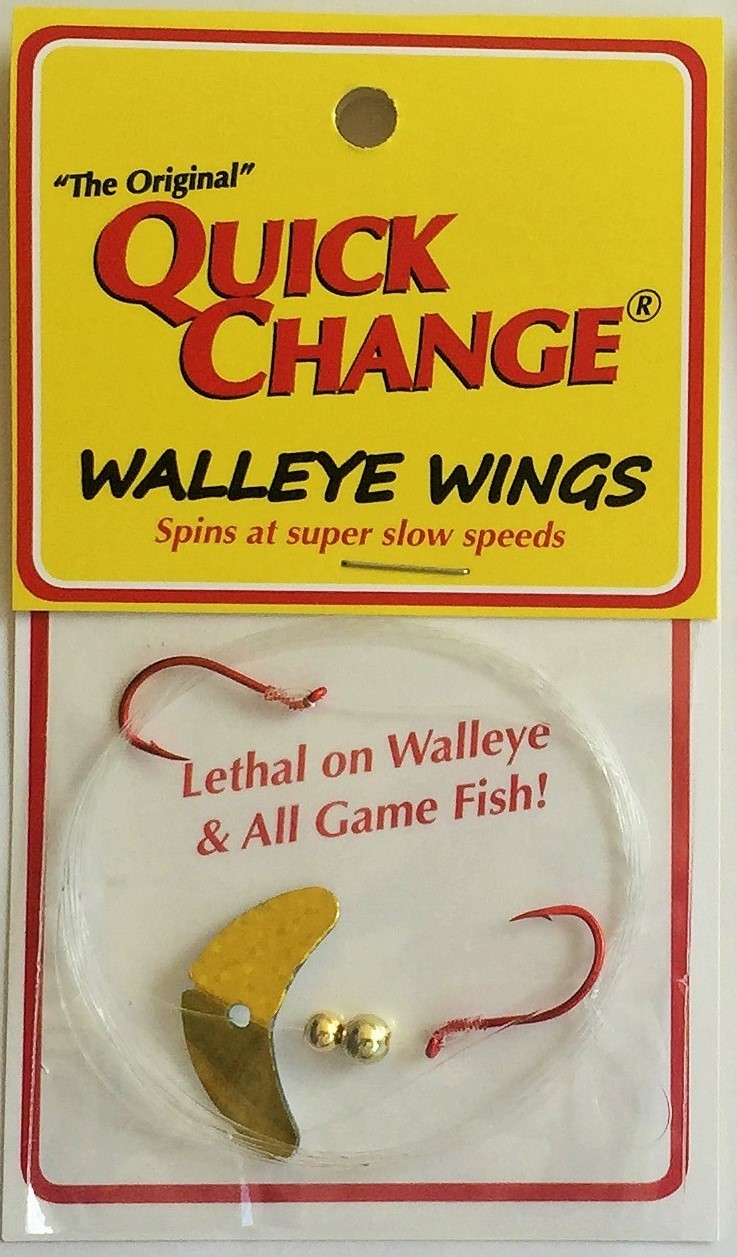 “The Original”
QUICK
CHANGE®
WALLEYE WINGS
Spins at super slow speeds
Lethal on Walleye
& All Game Fish!